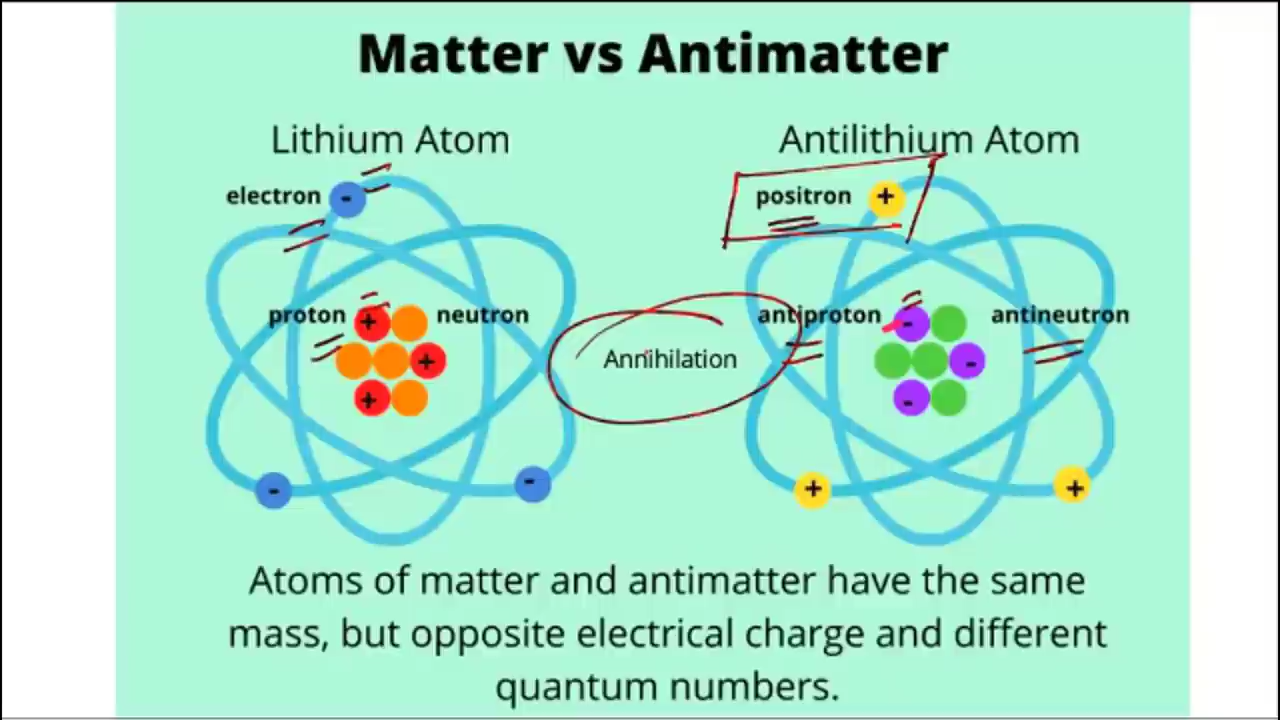 Matter vs Antimatter
Lithium Atom
Antilithium Atom
electron -
positron +
proton + neutron
antiproton - antineutron
Annihilation
+
-
+
-
- -
+ +
Atoms of matter and antimatter have the same
mass, but opposite electrical charge and different
quantum numbers.